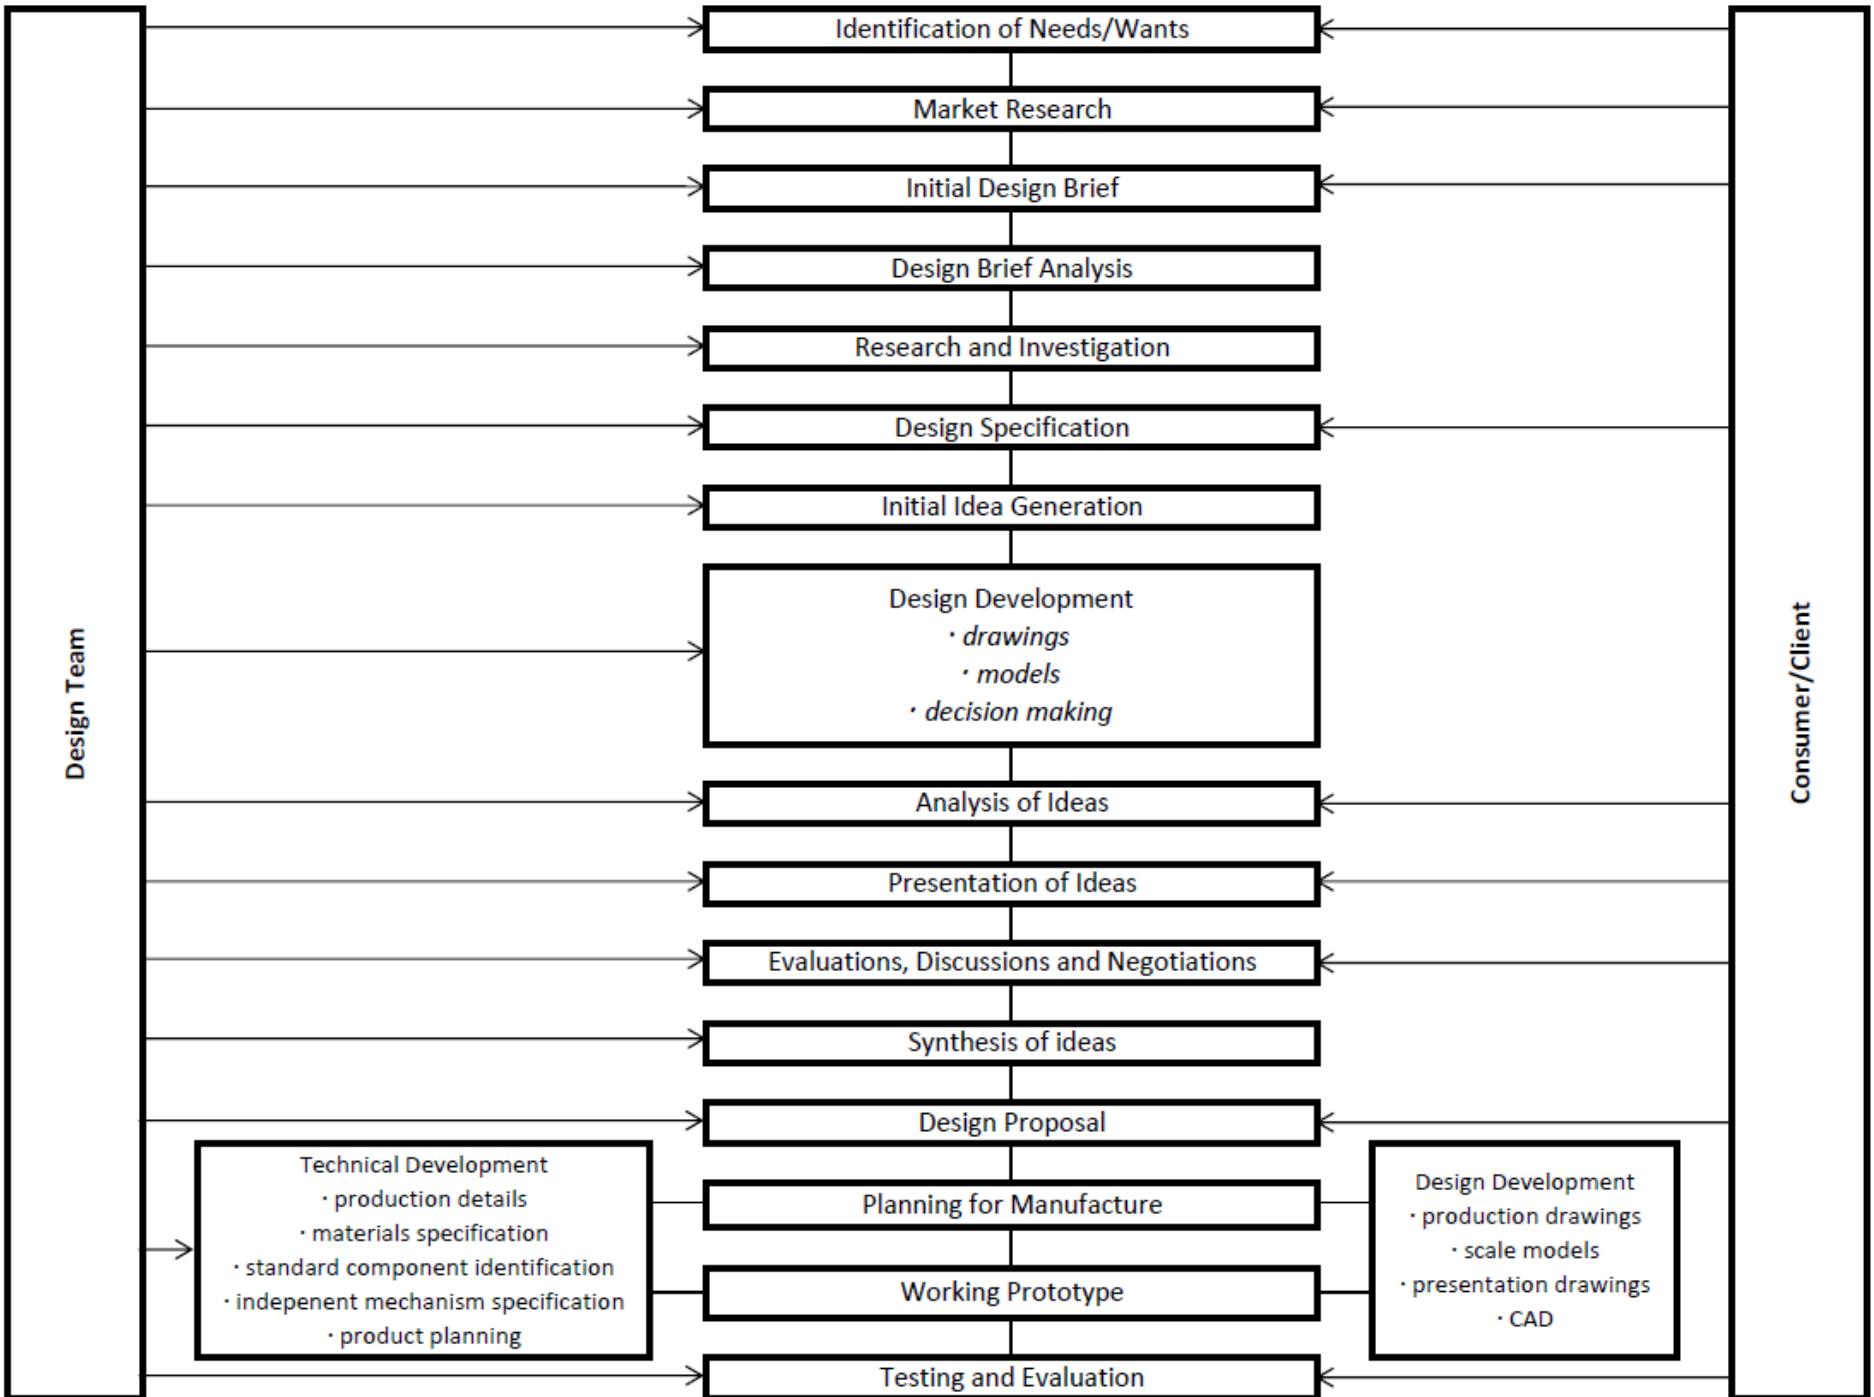 Identification of Needs/Wants
Market Research
Initial Design Brief
Design Brief Analysis
Research and Investigation
Design Specification
Initial Idea Generation
Design Development
· drawings
· models
· decision making
Design Team
Consumer/Client
Analysis of Ideas
Presentation of Ideas
Evaluations, Discussions and Negotiations
Synthesis of ideas
Design Proposal
Technical Development
· production details
· materials specification
· standard component identification
· indepenent mechanism specification
· product planning
Planning for Manufacture
Working Prototype
Design Development
· production drawings
· scale models
· presentation drawings
· CAD
Testing and Evaluation